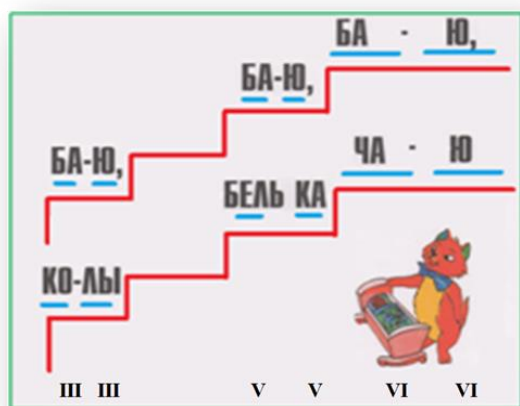 БА - Ю,
БА-Ю,
БА-Ю,
ЧА - Ю
БЕЛЬ КА
КО-ЛЫ
III III V V VI VI